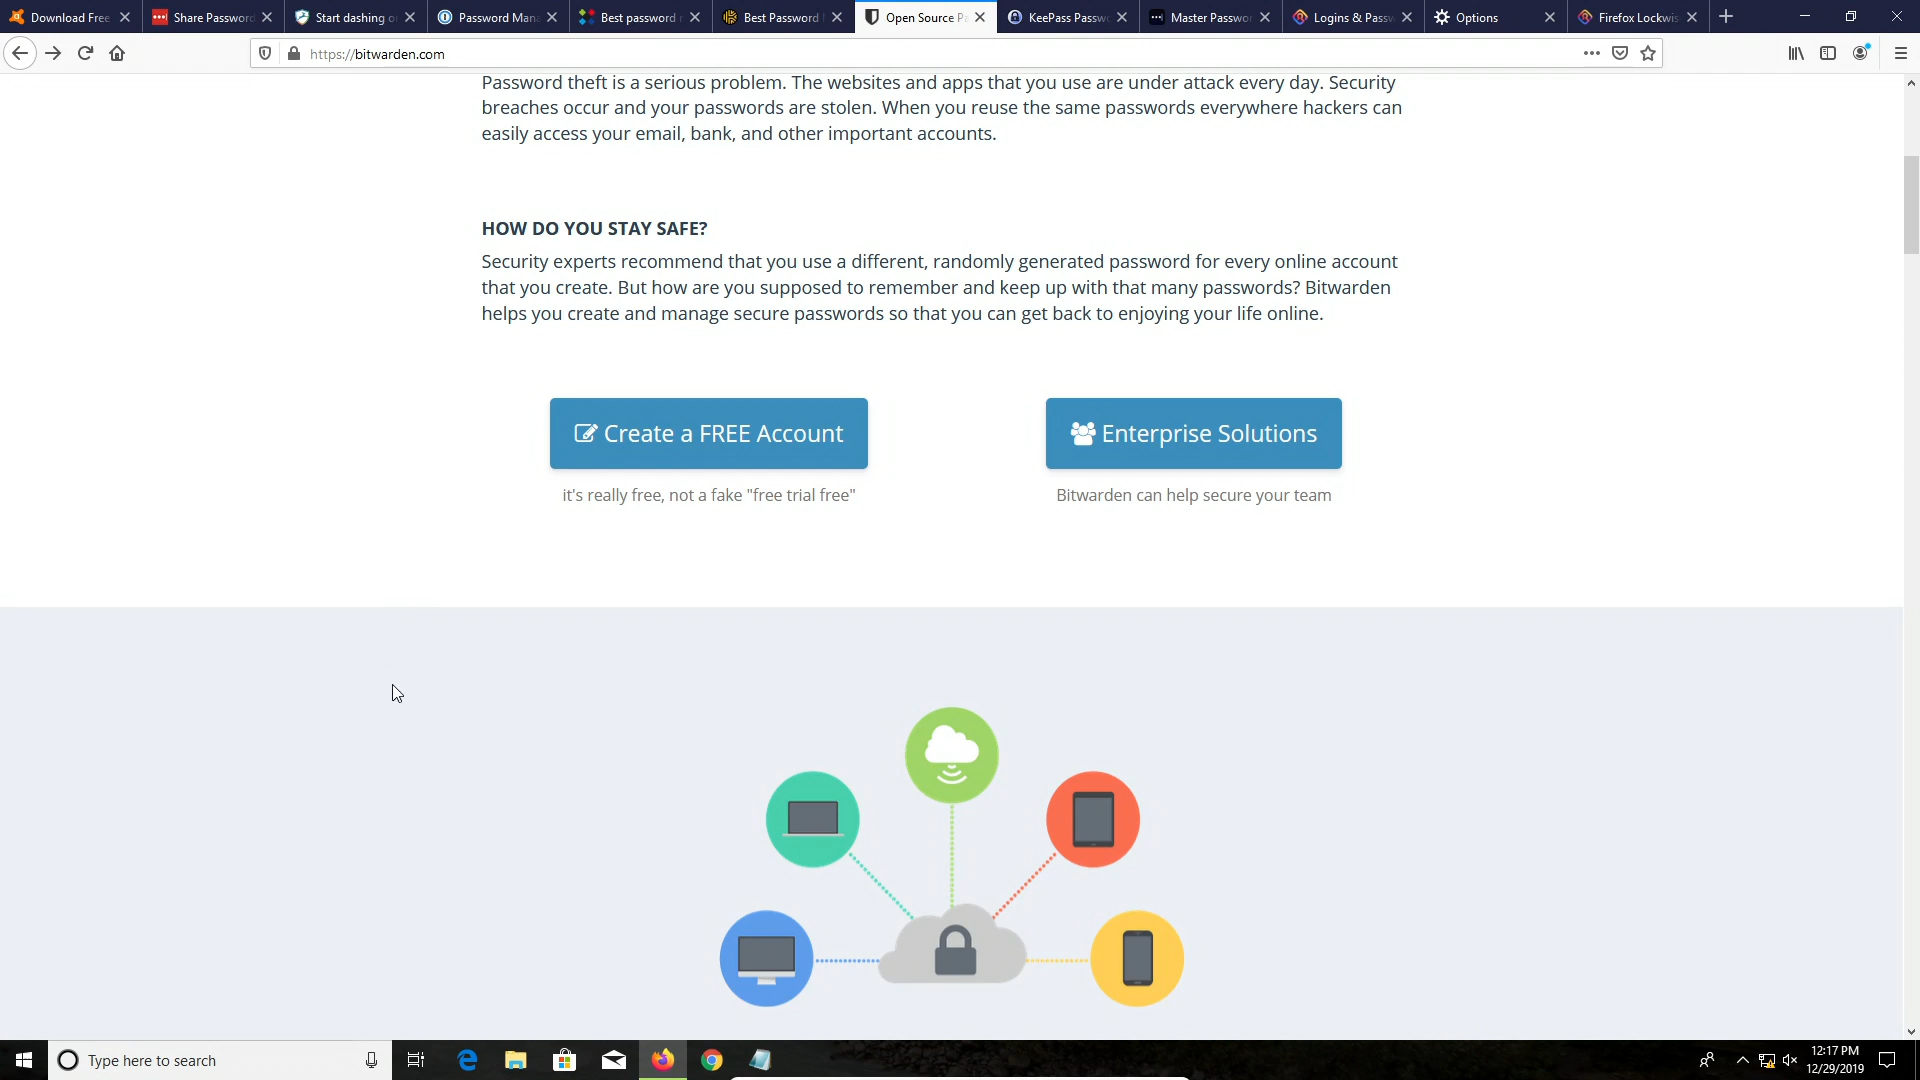 Download Free
Share Password
Start dashing o
Password Man
Best password
Best Password
Open Source Pa
KeePass Passw
Master Passwor
Logins & Passw
Options
Firefox Lockwis
https://bitwarden.com
Password theft is a serious problem. The websites and apps that you use are under attack every day. Security
breaches occur and your passwords are stolen. When you reuse the same passwords everywhere hackers can
easily access your email, bank, and other important accounts.
HOW DO YOU STAY SAFE?
Security experts recommend that you use a different, randomly generated password for every online account
that you create. But how are you supposed to remember and keep up with that many passwords? Bitwarden
helps you create and manage secure passwords so that you can get back to enjoying your life online.
Create a FREE Account
Enterprise Solutions
it's really free, not a fake "free trial free"
Bitwarden can help secure your team
Type here to search
12:17 PM
12/29/2019